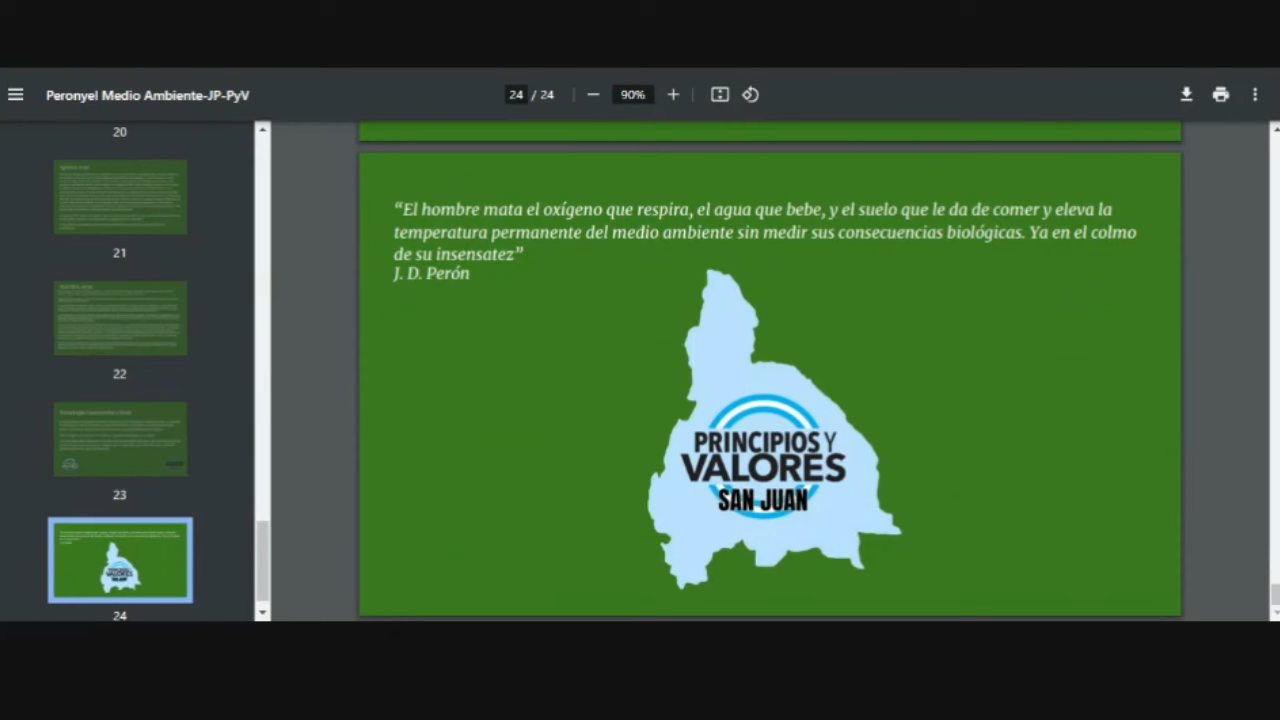 Peronyel Medio Ambiente-JP-PyV
24 / 24
90%
20
21
22
23
24
“El hombre mata el oxígeno que respira, el agua que bebe, y el suelo que le da de comer y eleva la
temperatura permanente del medio ambiente sin medir sus consecuencias biológicas. Ya en el colmo
de su insensatez”
J. D. Perón
PRINCIPIOS Y
VALORES
SAN JUAN